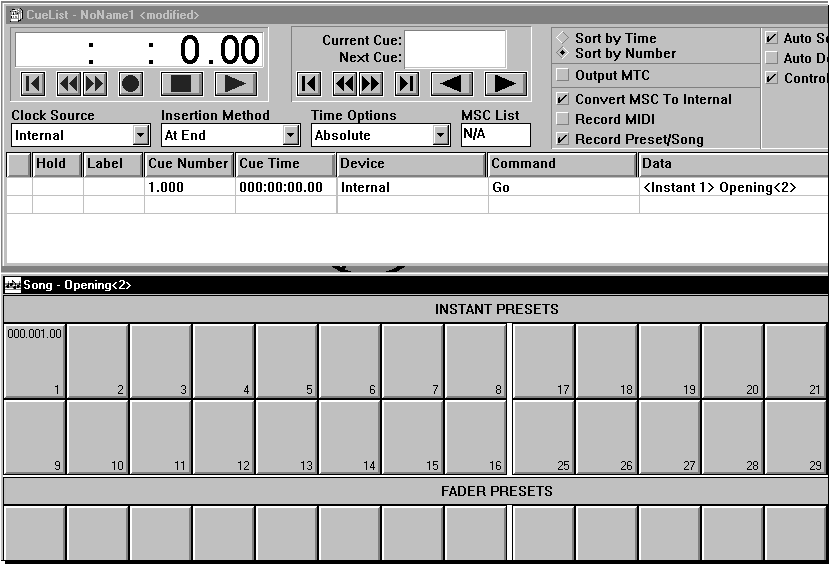 CueList - NoName1 <modified>
: : 0.00
Current Cue:
Next Cue:
Sort by Time
Sort by Number
Output MTC
Convert MSC To Internal
Record MIDI
Record Preset/Song
Auto
Auto
Control
Clock Source Insertion Method Time Options MSC List
Internal At End Absolute N/A
Hold Label Cue Number Cue Time Device Command Data
1.000 000:00:00.00 Internal Go <Instant 1> Opening<2>
Song - Opening<2>
INSTANT PRESETS
000.001.00
1 2 3 4 5 6 7 8 17 18 19 20 21
9 10 11 12 13 14 15 16 25 26 27 28 29
FADER PRESETS